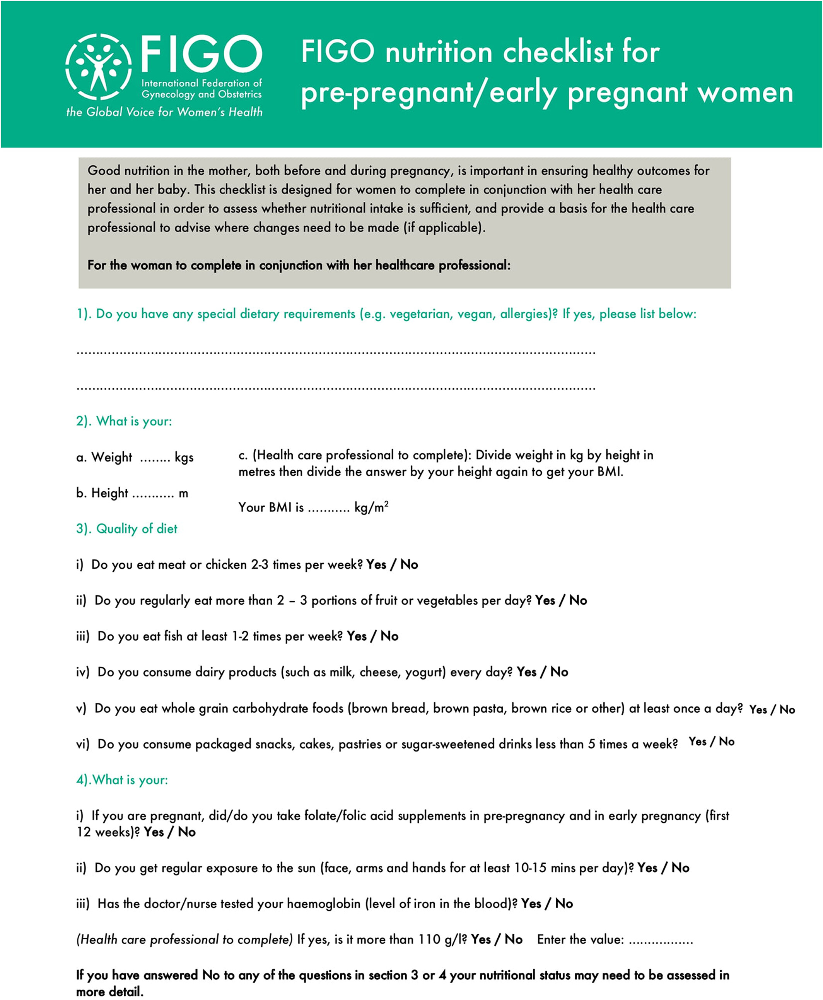 FIGO
International Federation of
Gynecology and Obstetrics
the Global Voice for Women's Health
FIGO nutrition checklist for
pre-pregnant/early pregnant women
Good nutrition in the mother, both before and during pregnancy, is important in ensuring healthy outcomes for
her and her baby. This checklist is designed for women to complete in conjunction with her health care
professional in order to assess whether nutritional intake is sufficient, and provide a basis for the health care
professional to advise where changes need to be made (if applicable).
For the woman to complete in conjunction with her healthcare professional:
1). Do you have any special dietary requirements (e.g. vegetarian, vegan, allergies)? If yes, please list below:
2). What is your:
a. Weight ........ kgs
b. Height ........... m
c. (Health care professional to complete): Divide weight in kg by height in
metres then divide the answer by your height again to get your BMI.
Your BMI is ........... kg/m²
3). Quality of diet
i) Do you eat meat or chicken 2-3 times per week? Yes / No
ii) Do you regularly eat more than 2 – 3 portions of fruit or vegetables per day? Yes / No
iii) Do you eat fish at least 1-2 times per week? Yes / No
iv) Do you consume dairy products (such as milk, cheese, yogurt) every day? Yes / No
v) Do you eat whole grain carbohydrate foods (brown bread, brown pasta, brown rice or other) at least once a day? Yes / No
vi) Do you consume packaged snacks, cakes, pastries or sugar-sweetened drinks less than 5 times a week? Yes / No
4).What is your:
i) If you are pregnant, did/do you take folate/folic acid supplements in pre-pregnancy and in early pregnancy (first
12 weeks)? Yes / No
ii) Do you get regular exposure to the sun (face, arms and hands for at least 10-15 mins per day)? Yes / No
iii) Has the doctor/nurse tested your haemoglobin (level of iron in the blood)? Yes / No
(Health care professional to complete) If yes, is it more than 110 g/l? Yes / No Enter the value: .................
If you have answered No to any of the questions in section 3 or 4 your nutritional status may need to be assessed in
more detail.